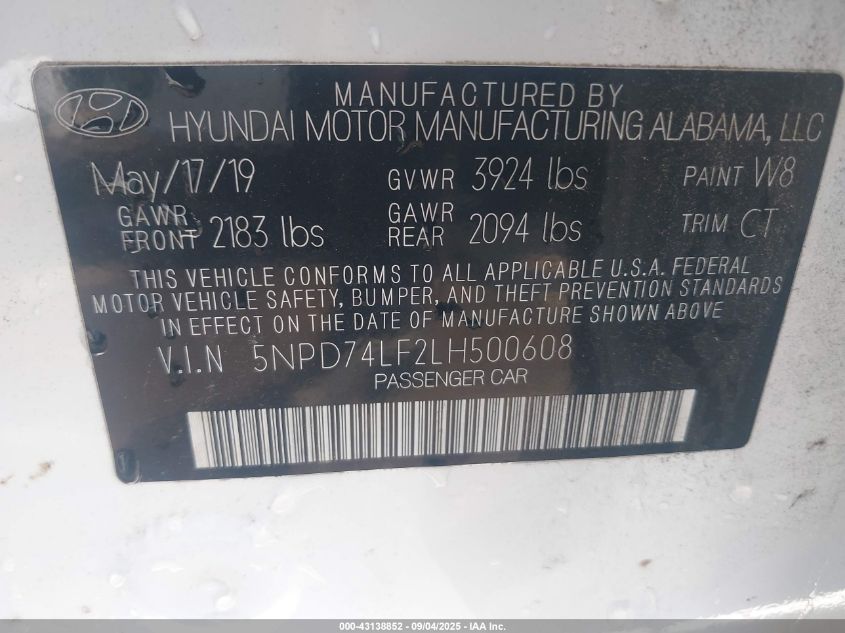 MANUFACTURED BY
HYUNDAI MOTOR MANUFACTURING ALABAMA, LLC
May/17/19 GVWR 3924 lbs PAINT W8
GAWR FRONT 2183 lbs GAWR REAR 2094 lbs TRIM CT
THIS VEHICLE CONFORMS TO ALL APPLICABLE U.S.A. FEDERAL
MOTOR VEHICLE SAFETY, BUMPER, AND THEFT PREVENTION STANDARDS
IN EFFECT ON THE DATE OF MANUFACTURE SHOWN ABOVE
V.I.N 5NPD74LF2LH500608
PASSENGER CAR
000-43138852 - 09/04/2025 - IAA Inc.